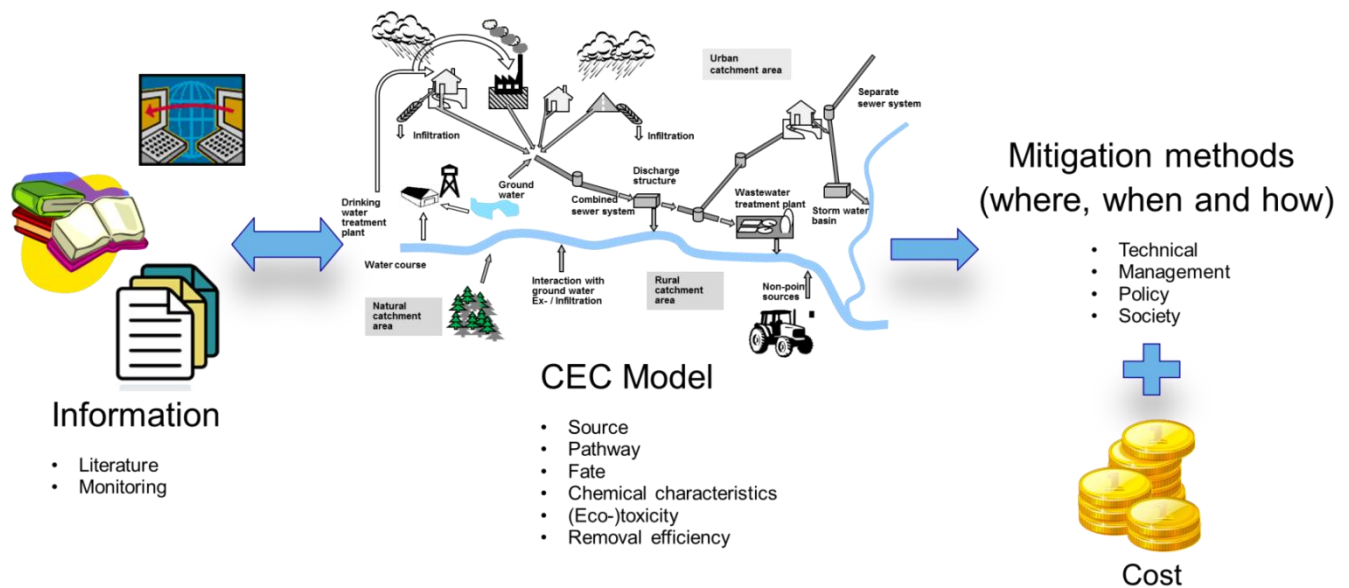 Information
• Literature
• Monitoring
Urban
catchment area
Separate
sewer system
Infiltration
Infiltration
Drinking
water
treatment
plant
Ground
water
Combined
sewer system
Discharge
structure
Wastewater
treatment plant
Storm water
basin
Water course
Natural
catchment
area
Interaction with
ground water
Ex- / Infiltration
Rural
catchment
area
Non-point
sources
CEC Model
• Source
• Pathway
• Fate
• Chemical characteristics
• (Eco-)toxicity
• Removal efficiency
Mitigation methods
(where, when and how)
• Technical
• Management
• Policy
• Society
1
Cost